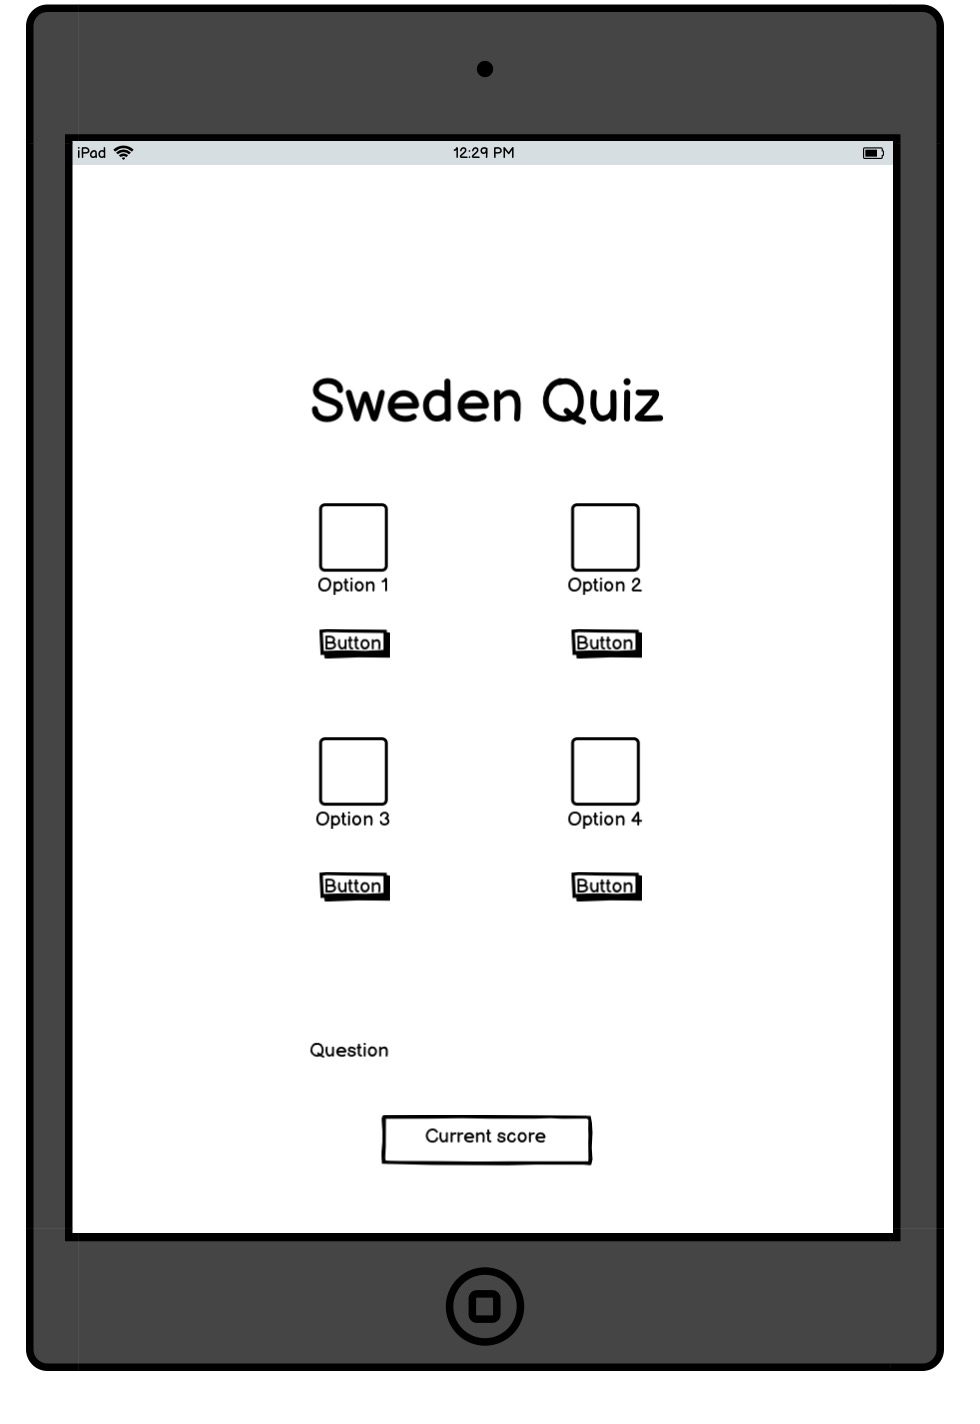 iPad 12:29 PM
Sweden Quiz
Option 1 Option 2
Button Button
Option 3 Option 4
Button Button
Question
Current score